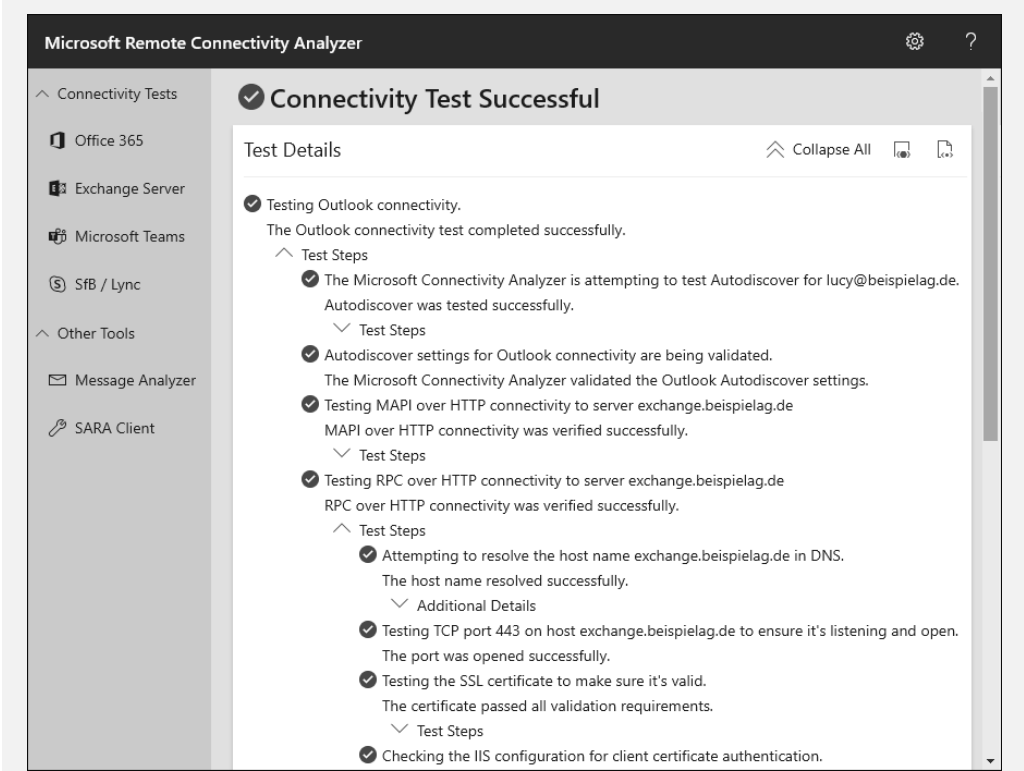 Microsoft Remote Connectivity Analyzer
?
Connectivity Tests
Office 365
Exchange Server
Microsoft Teams
SfB / Lync
Other Tools
Message Analyzer
SARA Client
Connectivity Test Successful
Test Details
Collapse All
Testing Outlook connectivity.
The Outlook connectivity test completed successfully.
Test Steps
The Microsoft Connectivity Analyzer is attempting to test Autodiscover for lucy@beispielag.de.
Autodiscover was tested successfully.
Test Steps
Autodiscover settings for Outlook connectivity are being validated.
The Microsoft Connectivity Analyzer validated the Outlook Autodiscover settings.
Testing MAPI over HTTP connectivity to server exchange.beispielag.de
MAPI over HTTP connectivity was verified successfully.
Test Steps
Testing RPC over HTTP connectivity to server exchange.beispielag.de
RPC over HTTP connectivity was verified successfully.
Test Steps
Attempting to resolve the host name exchange.beispielag.de in DNS.
The host name resolved successfully.
Additional Details
Testing TCP port 443 on host exchange.beispielag.de to ensure it's listening and open.
The port was opened successfully.
Testing the SSL certificate to make sure it's valid.
The certificate passed all validation requirements.
Test Steps
Checking the IIS configuration for client certificate authentication.